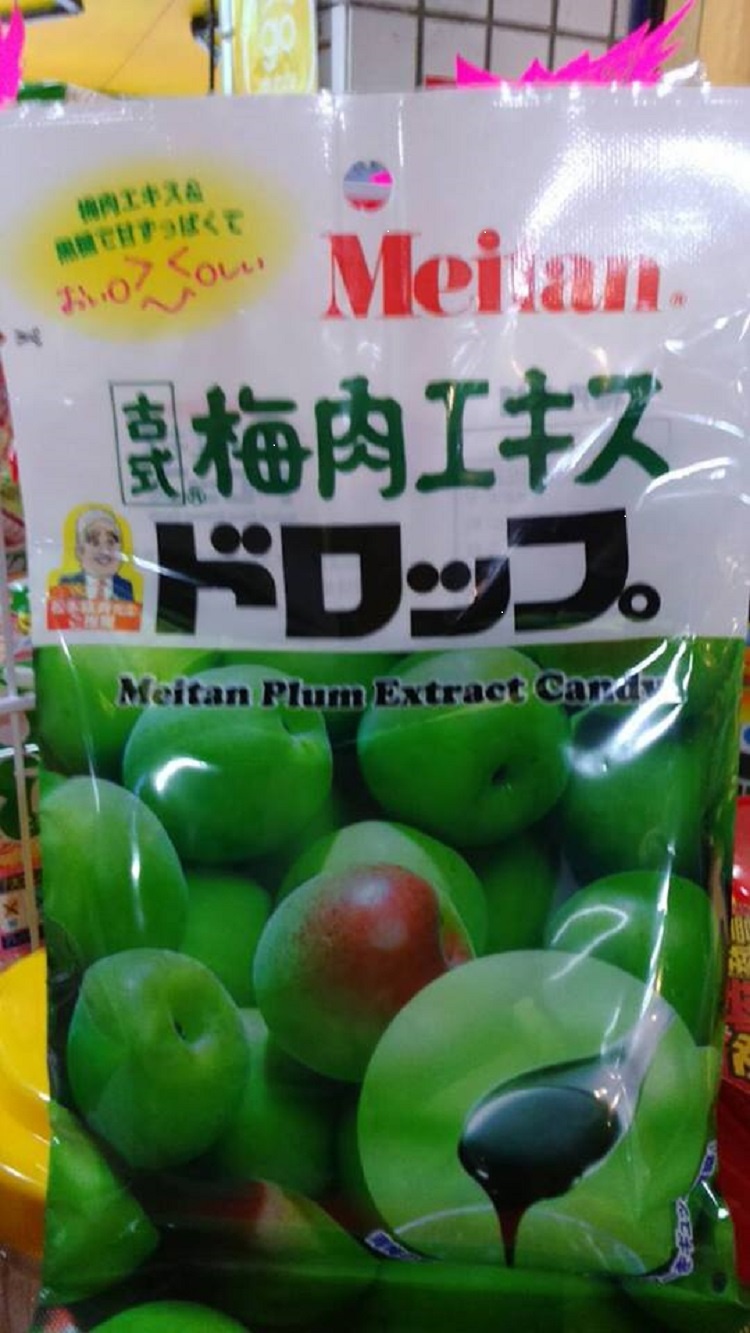 梅肉エキス&
黒糖で甘ずっぱくて
おいしい
Meitan®
古式®
梅肉エキス
ドロップ。
Meitan Plum Extract Candy
go